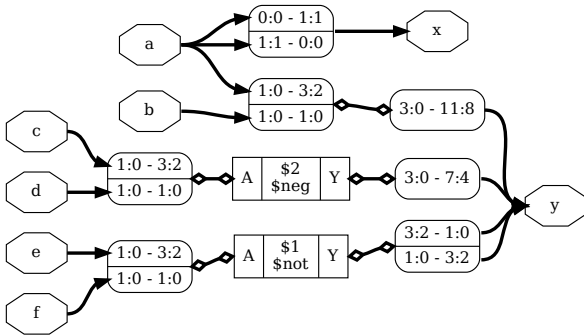 a
0:0 - 1:1
1:1 - 0:0
x
b
1:0 - 3:2
1:0 - 1:0
3:0 - 11:8
c
d
1:0 - 3:2
1:0 - 1:0
A
$2
$neg
Y
3:0 - 7:4
y
e
f
1:0 - 3:2
1:0 - 1:0
A
$1
$not
Y
3:2 - 1:0
1:0 - 3:2